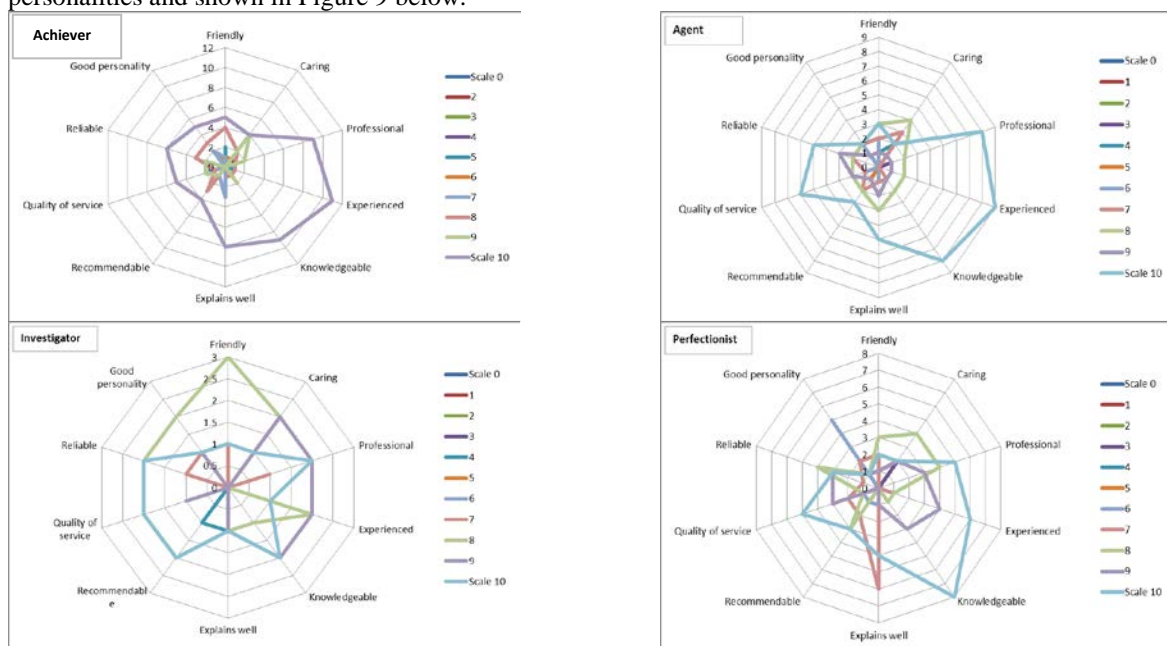 personalities and shown in Figure 9 below.
Achiever
Friendly
Caring
Professional
Experienced
Knowledgeable
Explains well
Recommendable
Quality of service
Reliable
Good personality
12
10
8
6
4
2
0
Scale 0
2
3
4
5
6
7
8
9
Scale 10
Agent
Friendly
Caring
Professional
Experienced
Knowledgeable
Explains well
Recommendable
Quality of service
Reliable
Good personality
9
8
7
6
5
4
3
2
1
0
Scale 0
1
2
3
4
5
6
7
8
9
Scale 10
Investigator
Friendly
Caring
Professional
Experienced
Knowledgeable
Explains well
Recommendabl
e
Quality of
service
Reliable
Good
personality
3
2.5
2
1.5
1
0.5
0
Scale 0
1
2
3
4
5
6
7
8
9
Scale 10
Perfectionist
Friendly
Caring
Professional
Experienced
Knowledgeable
Explains well
Recommendable
Quality of service
Reliable
Good personality
8
7
6
5
4
3
2
1
0
Scale 0
1
2
3
4
5
6
7
8
9
Scale 10